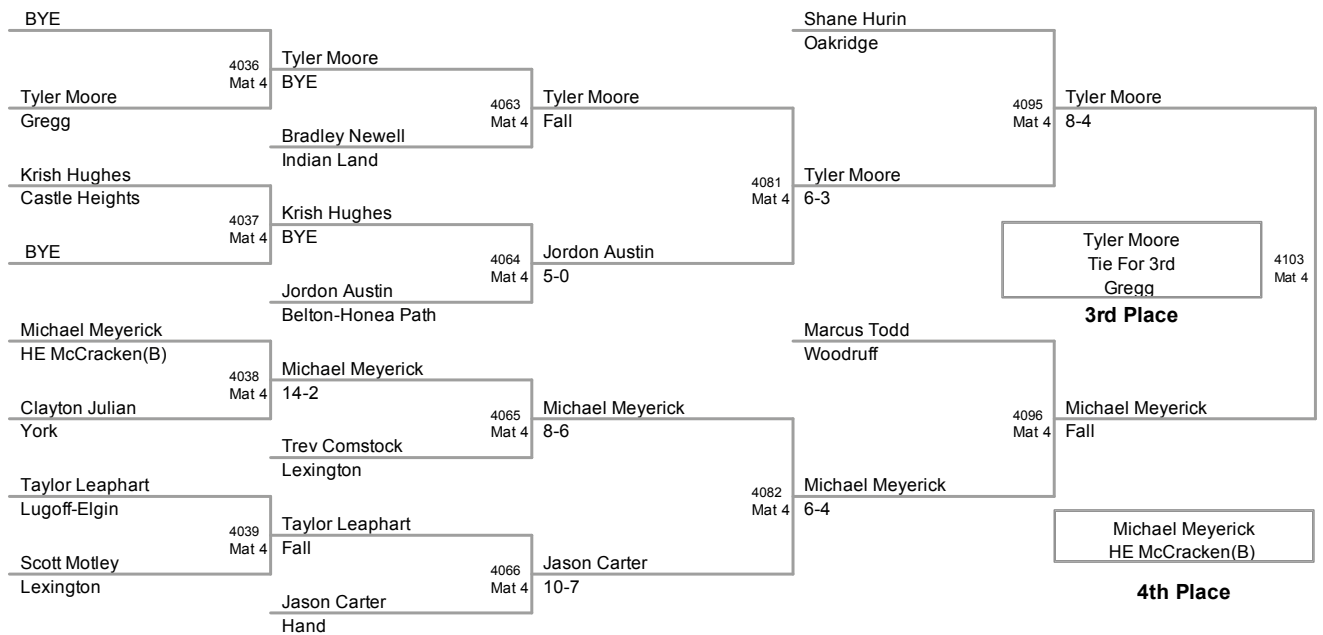 BYE
Tyler Moore
Gregg
Krish Hughes
Castle Heights
BYE
Michael Meyerick
HE McCracken(B)
Clayton Julian
York
Taylor Leaphart
Lugoff-Elgin
Scott Motley
Lexington
4036
Mat 4
4037
Mat 4
4038
Mat 4
4039
Mat 4
Tyler Moore
BYE
Bradley Newell
Indian Land
Krish Hughes
BYE
Jordon Austin
Belton-Honea Path
Michael Meyerick
14-2
Trev Comstock
Lexington
Taylor Leaphart
Fall
Jason Carter
Hand
4063
Mat 4
4064
Mat 4
4065
Mat 4
4066
Mat 4
Tyler Moore
Fall
Jordon Austin
5-0
Michael Meyerick
8-6
Jason Carter
10-7
4081
Mat 4
4082
Mat 4
Shane Hurin
Oakridge
Tyler Moore
6-3
Marcus Todd
Woodruff
Michael Meyerick
6-4
4095
Mat 4
4096
Mat 4
Tyler Moore
8-4
Michael Meyerick
Fall
4103
Mat 4
Tyler Moore
Tie For 3rd
Gregg
3rd Place
Michael Meyerick
HE McCracken(B)
4th Place